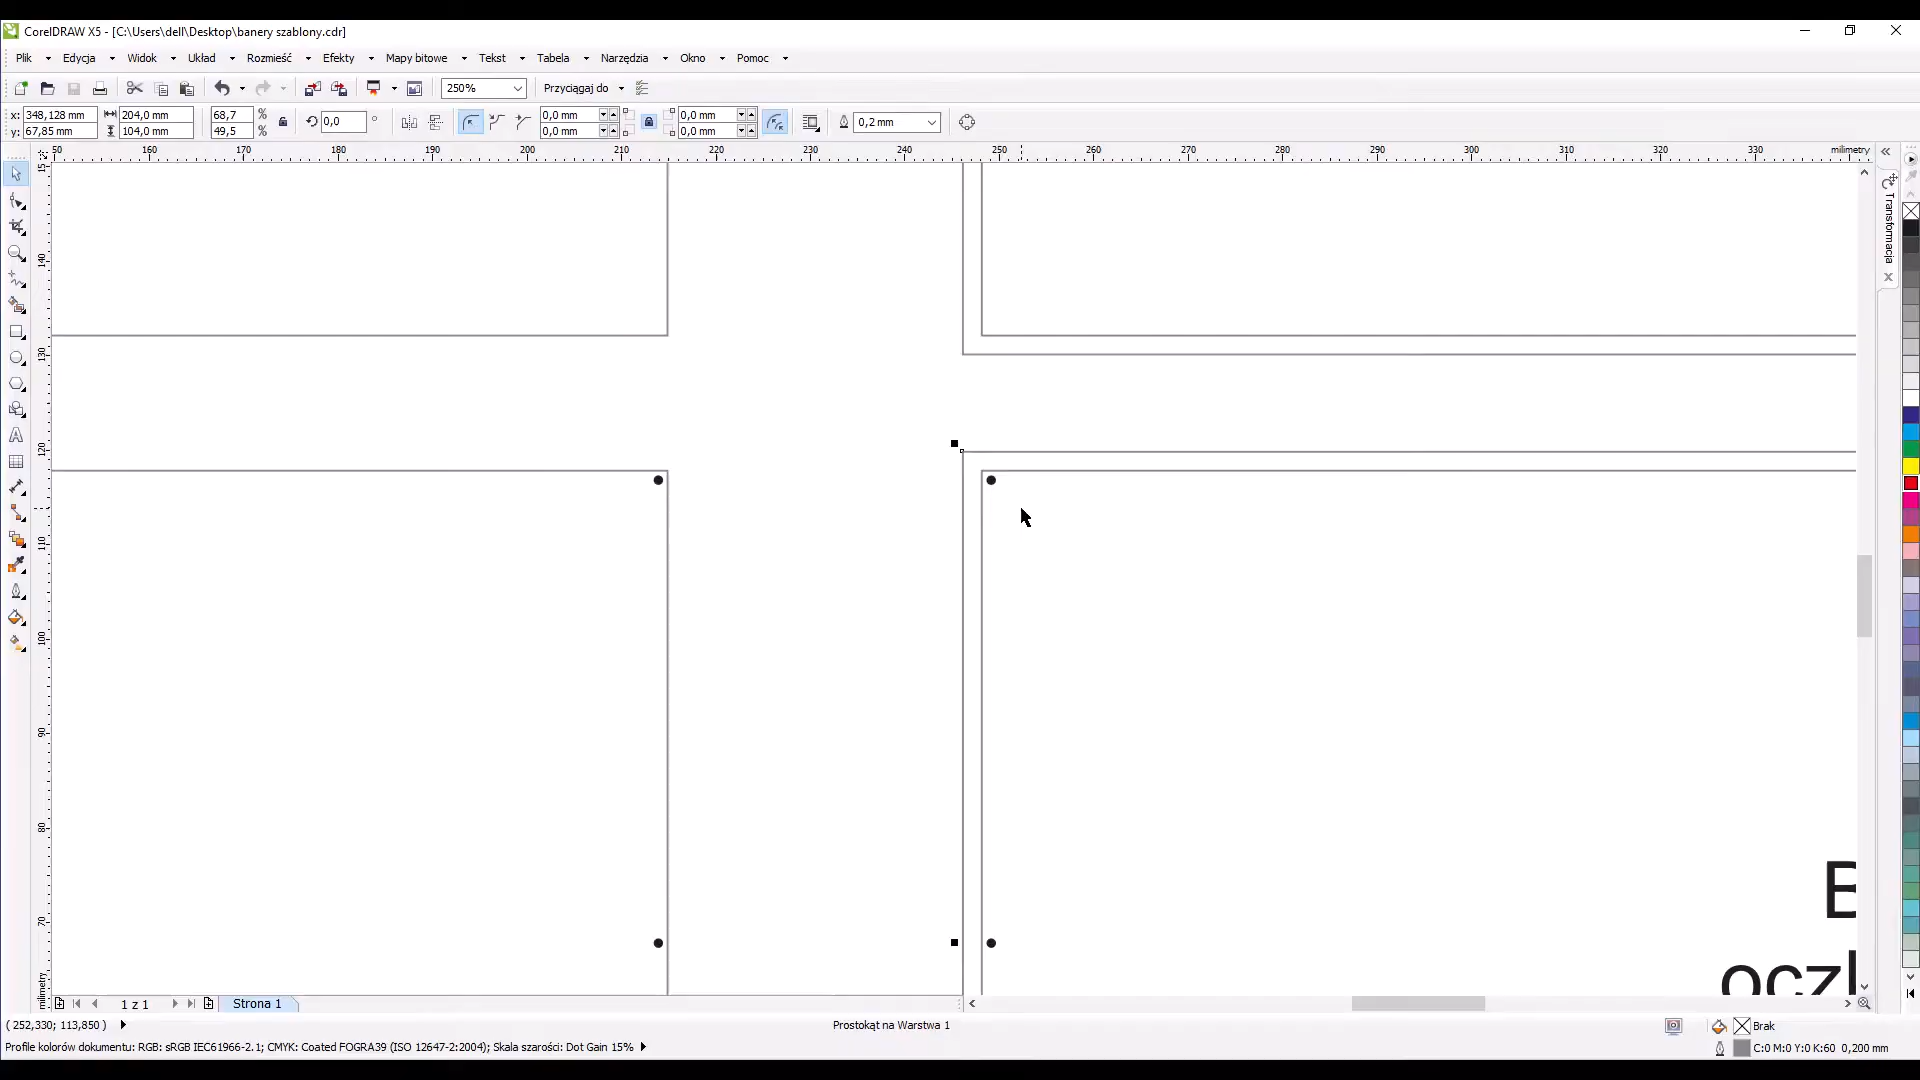 CorelDRAW X5 - [C:\Users\dell\Desktop\banery szablony.cdr]
Plik Edycja Widok Układ Rozmieść Efekty Mapy bitowe Tekst Tabela Narzędzia Okno Pomoc
250% Przyciągaj do
x: 348,128 mm 204,0 mm 68,7 % 0,0 ° 0,0 mm 0,0 mm 0,2 mm
y: 67,85 mm 104,0 mm 49,5 % 0,0 mm 0,0 mm
50 160 170 180 190 200 210 220 230 240 250 260 270 280 290 300 310 320 330 milimetry
Transformacja
140
130
120
110
100
90
80
70
milimetry
B
oczk
1 z 1 Strona 1
( 252,330; 113,850 ) Prostokąt na Warstwa 1 Brak
Profile kolorów dokumentu: RGB: sRGB IEC61966-2.1; CMYK: Coated FOGRA39 (ISO 12647-2:2004); Skala szarości: Dot Gain 15% C:0 M:0 Y:0 K:60 0,200 mm